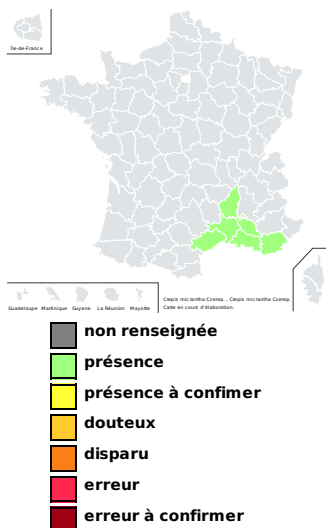 Île-de-France
Guadeloupe Martinique Guyane La Réunion Mayotte
Crepis micrantha Czerep. , Crepis micrantha Czerep.
Carte en cours d'élaboration.
non renseignée
présence
présence à confimer
douteux
disparu
erreur
erreur à confirmer